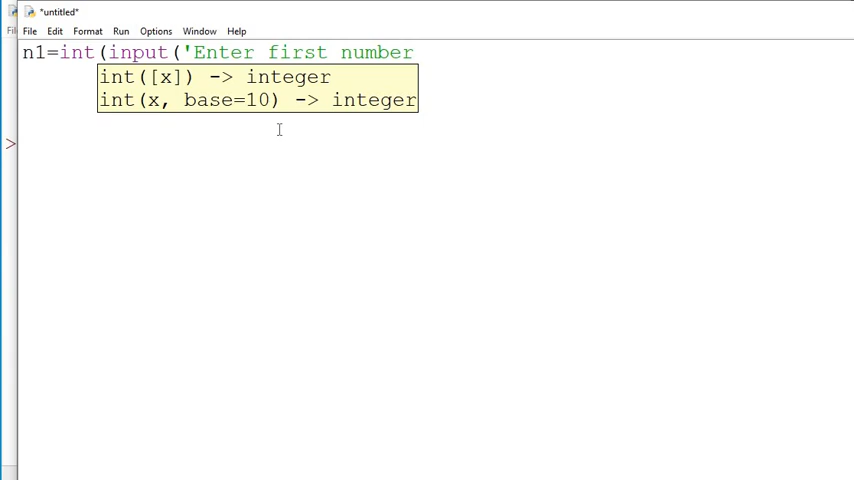 *untitled*
File Edit Format Run Options Window Help
n1=int(input('Enter first number
int([x]) -> integer
int(x, base=10) -> integer
Fil
>